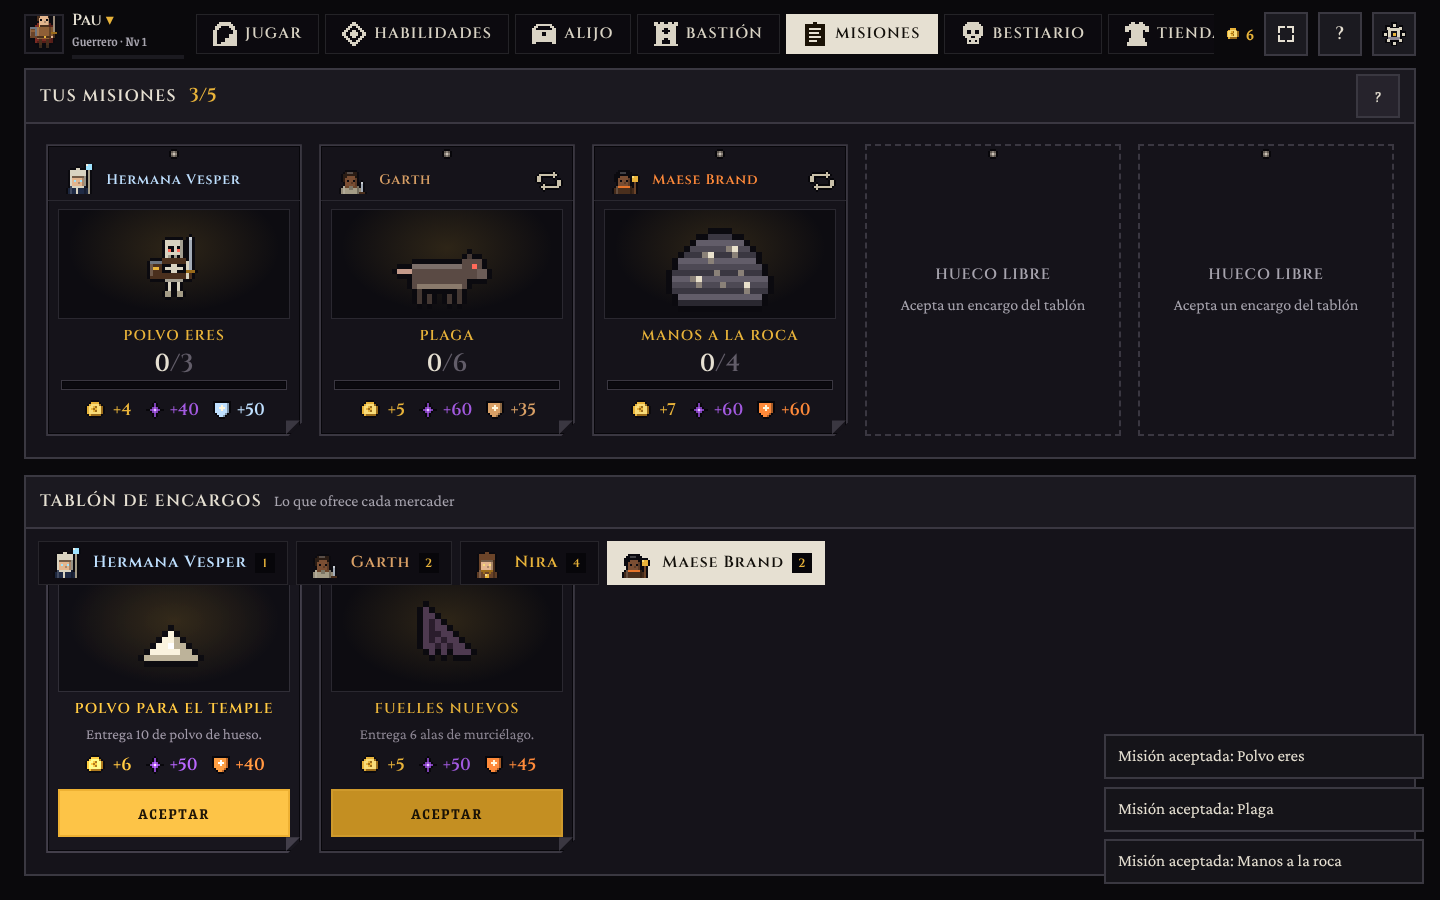 Pau ▾
Guerrero · Nv 1
JUGAR
HABILIDADES
ALIJO
BASTIÓN
MISIONES
BESTIARIO
6
?
TUS MISIONES 3/5
?
Hermana Vesper
Garth
Maese Brand
POLVO ERES
PLAGA
MANOS A LA ROCA
0/3
0/6
0/4
+4 +40 +50
+5 +60 +35
+7 +60 +60
HUECO LIBRE
Acepta un encargo del tablón
HUECO LIBRE
Acepta un encargo del tablón
TABLÓN DE ENCARGOS Lo que ofrece cada mercader
Hermana Vesper 1
Garth 2
Nira 4
Maese Brand 2
POLVO PARA EL TEMPLE
Entrega 10 de polvo de hueso.
+6 +50 +40
ACEPTAR
FUELLES NUEVOS
Entrega 6 alas de murciélago.
+5 +50 +45
ACEPTAR
Misión aceptada: Polvo eres
Misión aceptada: Plaga
Misión aceptada: Manos a la roca